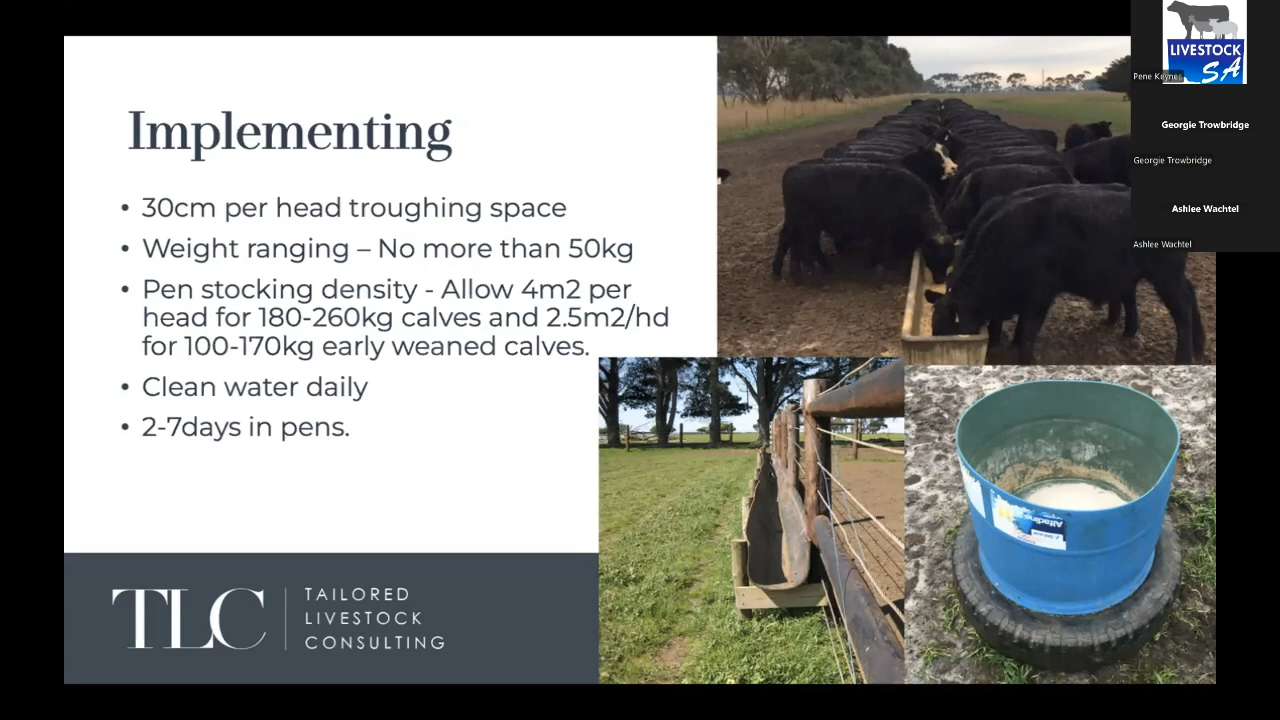 Implementing
• 30cm per head troughing space
• Weight ranging – No more than 50kg
• Pen stocking density - Allow 4m2 per
head for 180-260kg calves and 2.5m2/hd
for 100-170kg early weaned calves.
• Clean water daily
• 2-7days in pens.
TLC
TAILORED
LIVESTOCK
CONSULTING
LIVESTOCK
SA
Pene Keynes
Georgie Trowbridge
Georgie Trowbridge
Ashlee Wachtel
Ashlee Wachtel